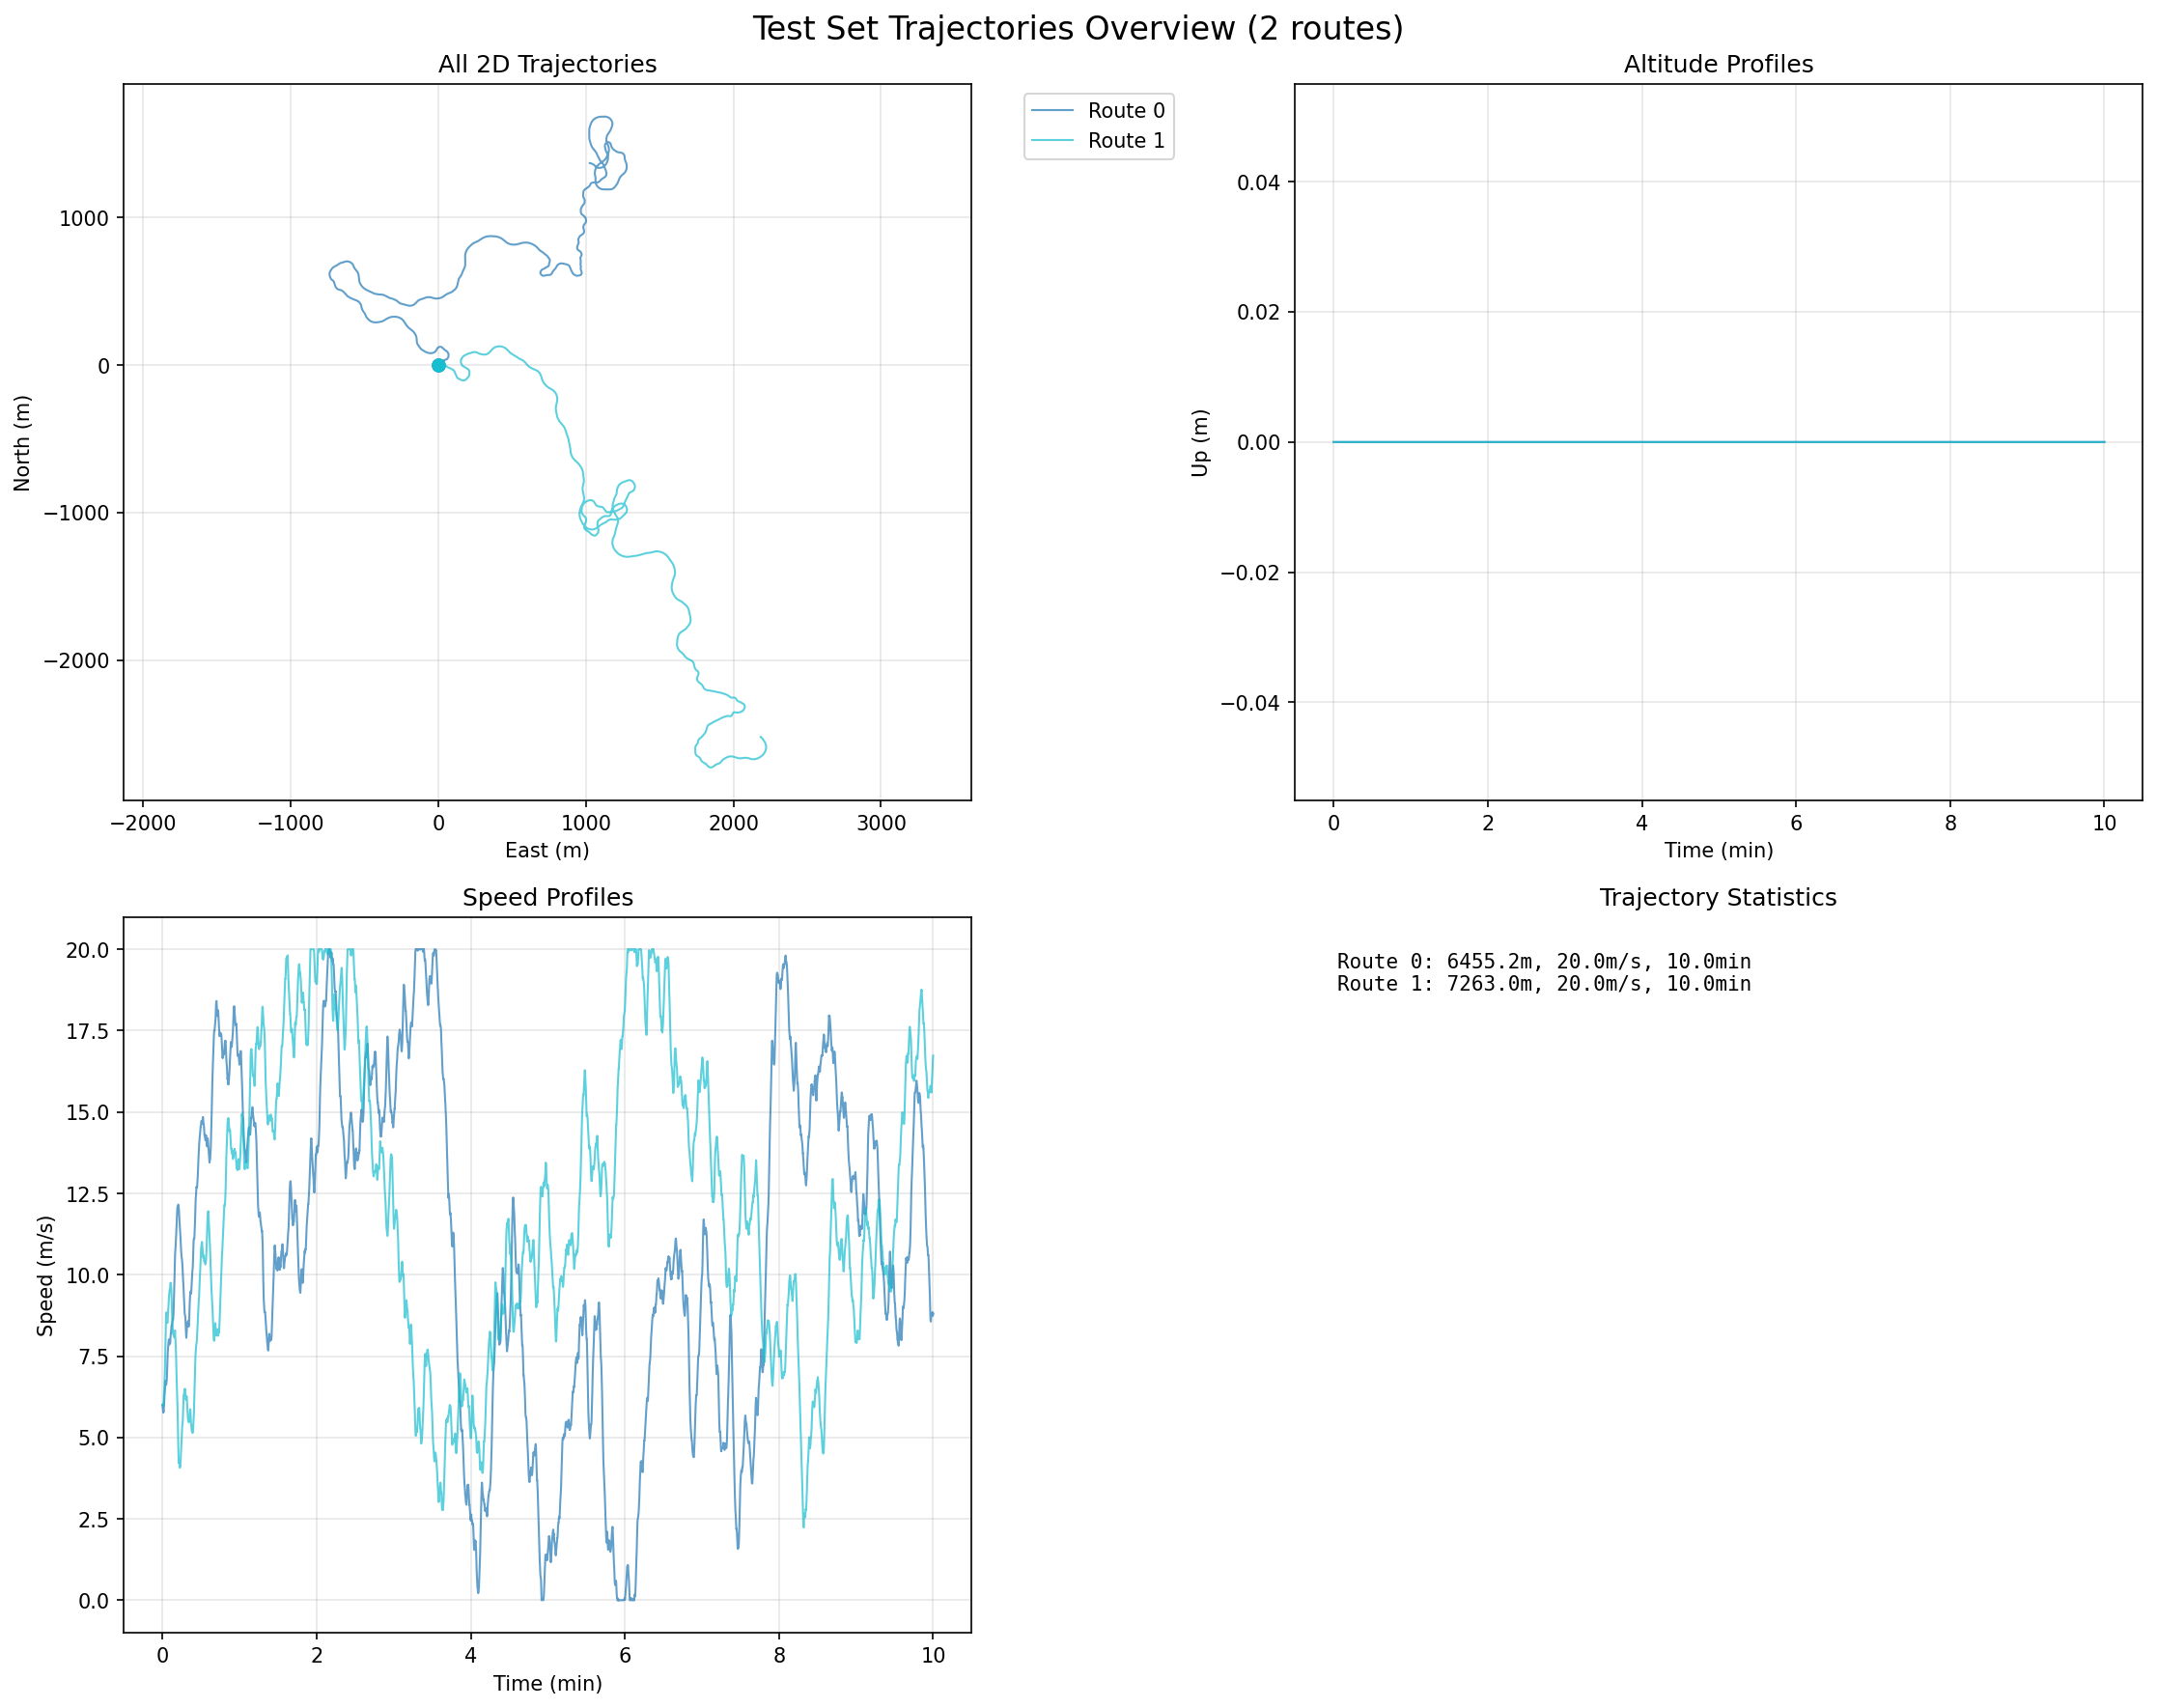 Test Set Trajectories Overview (2 routes)
All 2D Trajectories
North (m)
1000
0
−1000
−2000
−2000
−1000
0
1000
2000
3000
East (m)
Route 0
Route 1
Altitude Profiles
Up (m)
0.04
0.02
0.00
−0.02
−0.04
0
2
4
6
8
10
Time (min)
Speed Profiles
Speed (m/s)
20.0
17.5
15.0
12.5
10.0
7.5
5.0
2.5
0.0
0
2
4
6
8
10
Time (min)
Trajectory Statistics
Route 0: 6455.2m, 20.0m/s, 10.0min
Route 1: 7263.0m, 20.0m/s, 10.0min